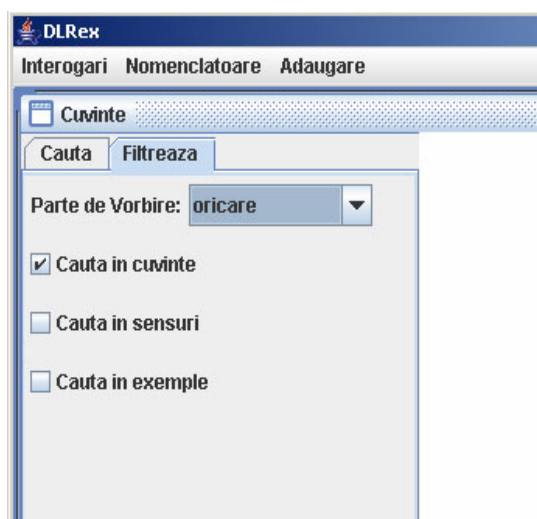 DLRex
Interogari Nomenclatoare Adaugare
Cuvinte
Cauta Filtreaza
Parte de Vorbire: oricare
Cauta in cuvinte
Cauta in sensuri
Cauta in exemple